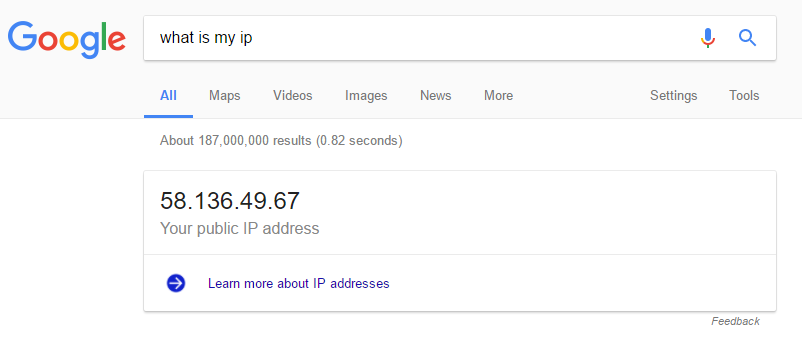 Google what is my ip
All Maps Videos Images News More Settings Tools
About 187,000,000 results (0.82 seconds)
58.136.49.67
Your public IP address
Learn more about IP addresses
Feedback